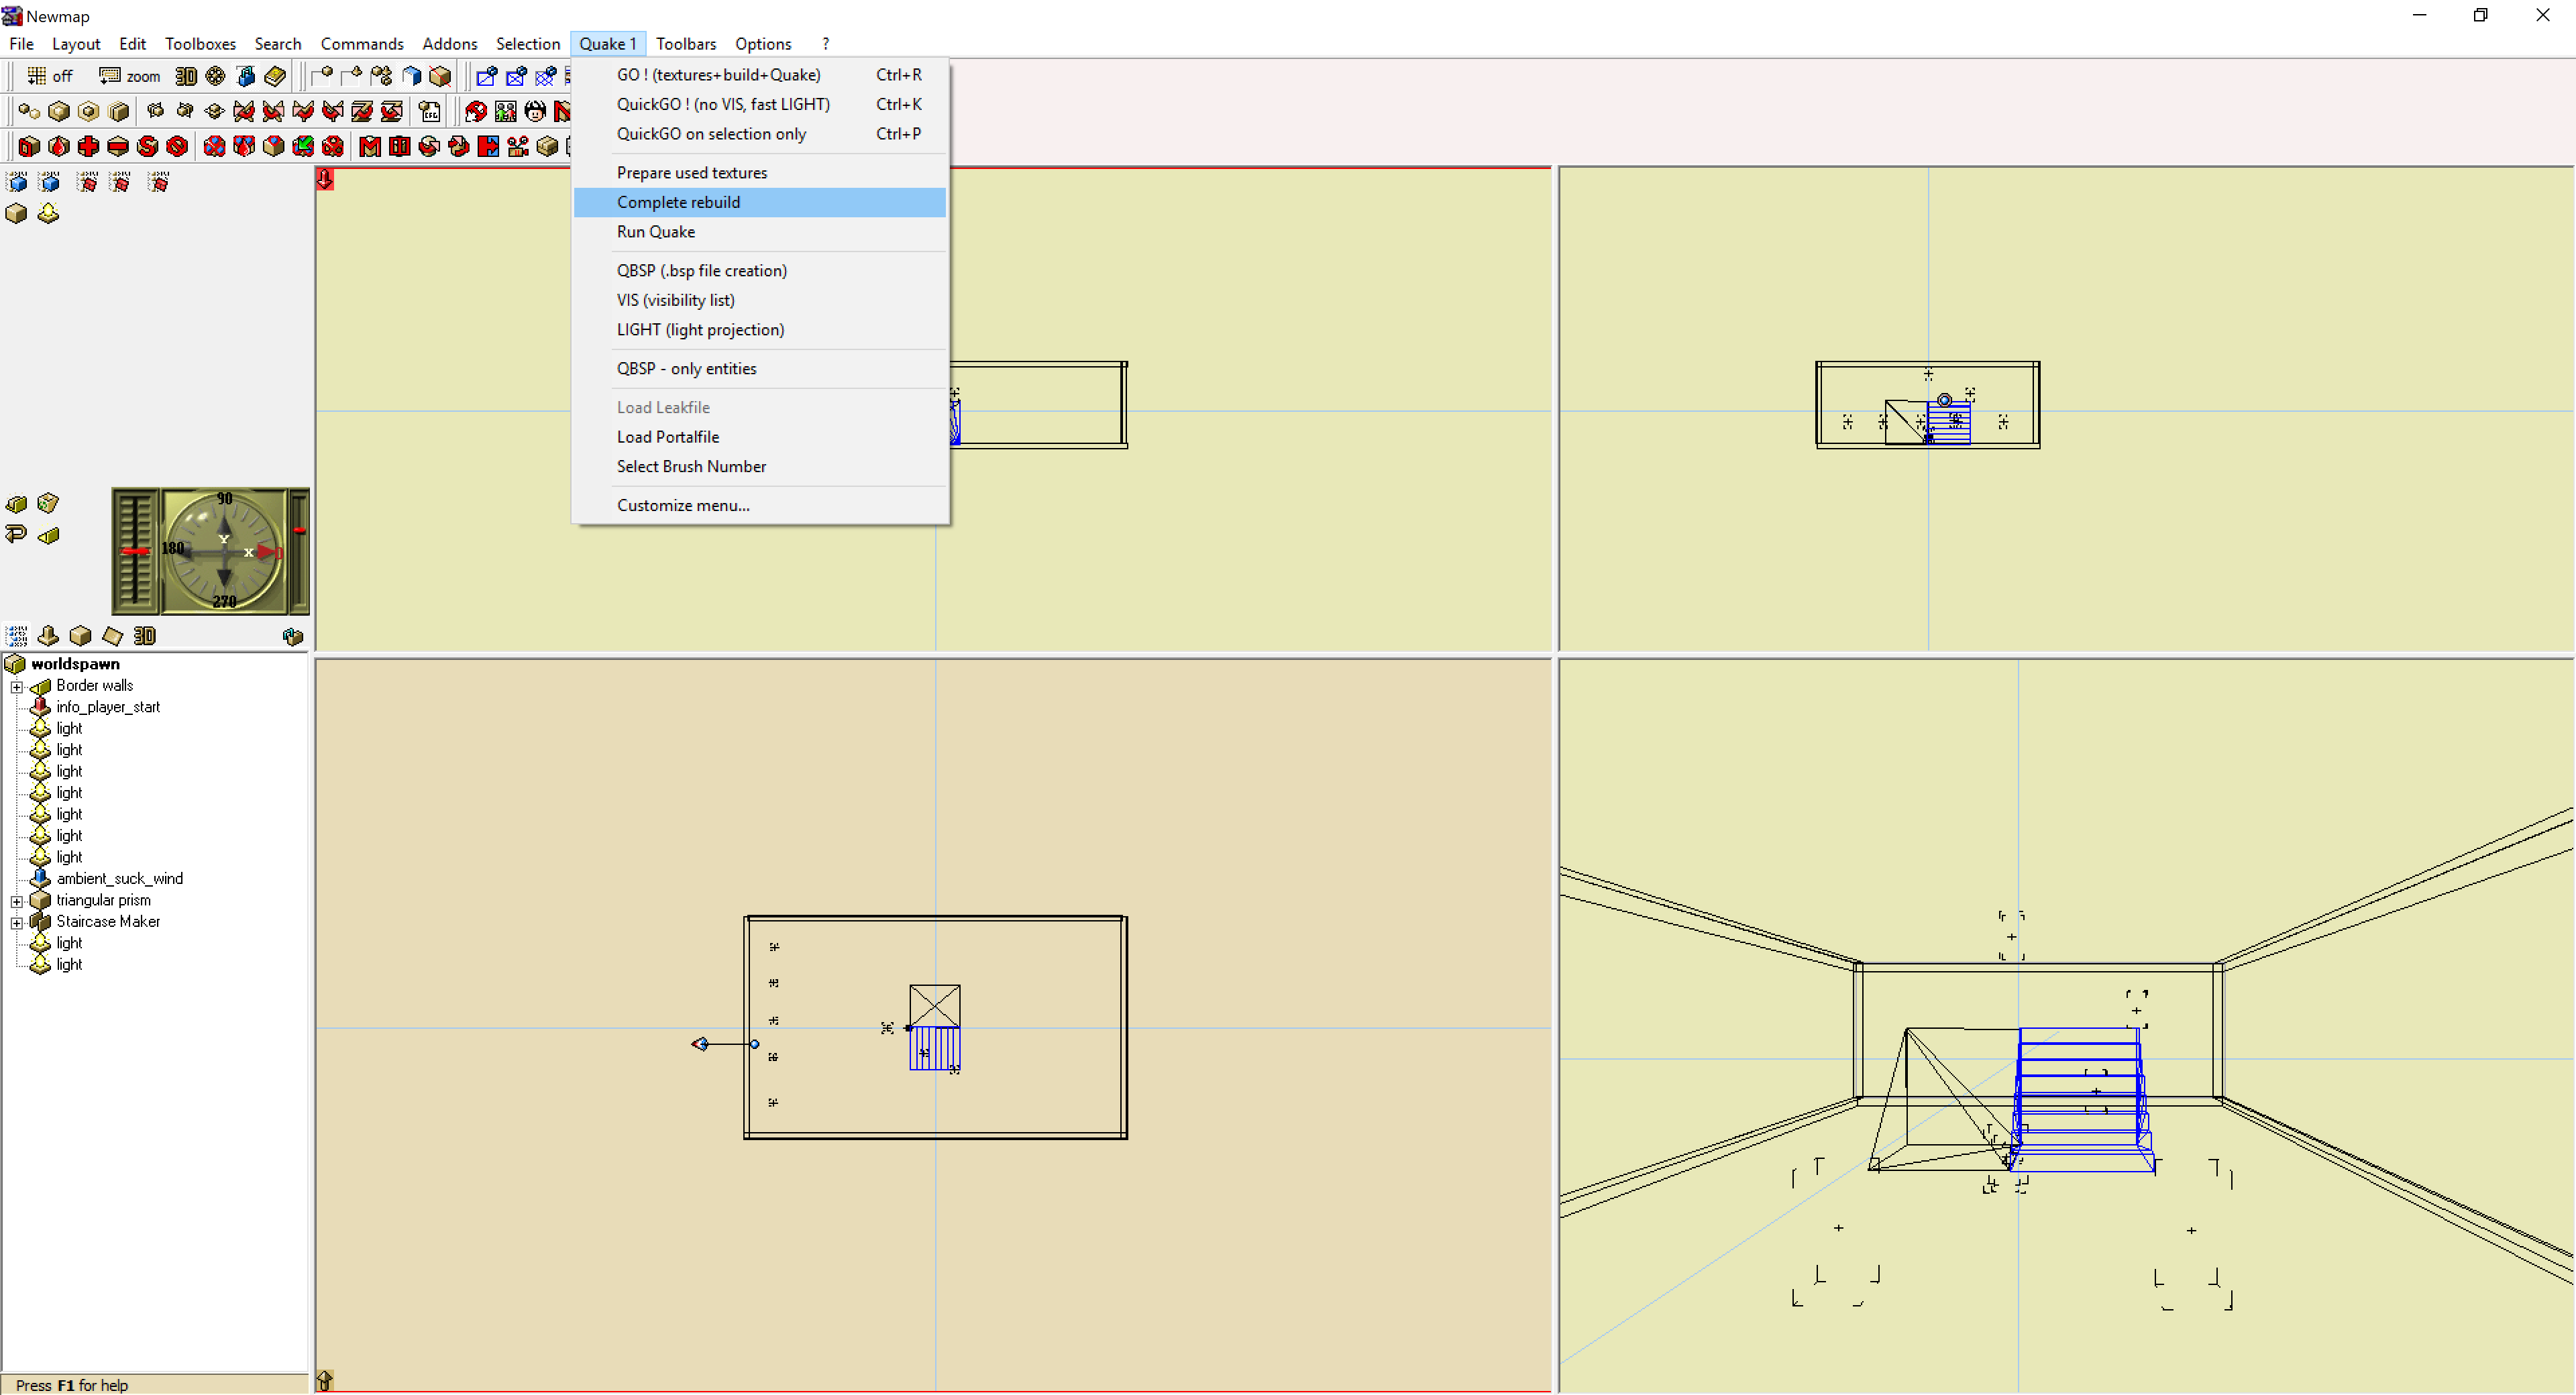 Newmap
File Layout Edit Toolboxes Search Commands Addons Selection Quake 1 Toolbars Options ?
off zoom 3D
GO ! (textures+build+Quake) Ctrl+R
QuickGO ! (no VIS, fast LIGHT) Ctrl+K
QuickGO on selection only Ctrl+P
Prepare used textures
Complete rebuild
Run Quake
QBSP (.bsp file creation)
VIS (visibility list)
LIGHT (light projection)
QBSP - only entities
Load Leakfile
Load Portalfile
Select Brush Number
Customize menu...
90
180 Y X 0
270
3D
worldspawn
Border walls
info_player_start
light
light
light
light
light
light
light
ambient_suck_wind
triangular prism
Staircase Maker
light
light
Press F1 for help